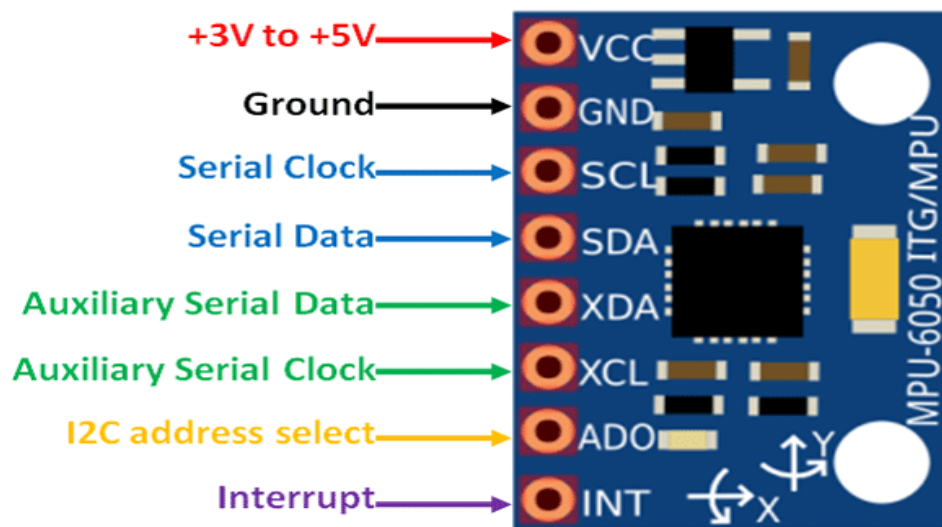 +3V to +5V
VCC
Ground
GND
Serial Clock
SCL
Serial Data
SDA
Auxiliary Serial Data
XDA
Auxiliary Serial Clock
XCL
I2C address select
ADO
Interrupt
INT
X
Y
MPU-6050 ITG/MPU